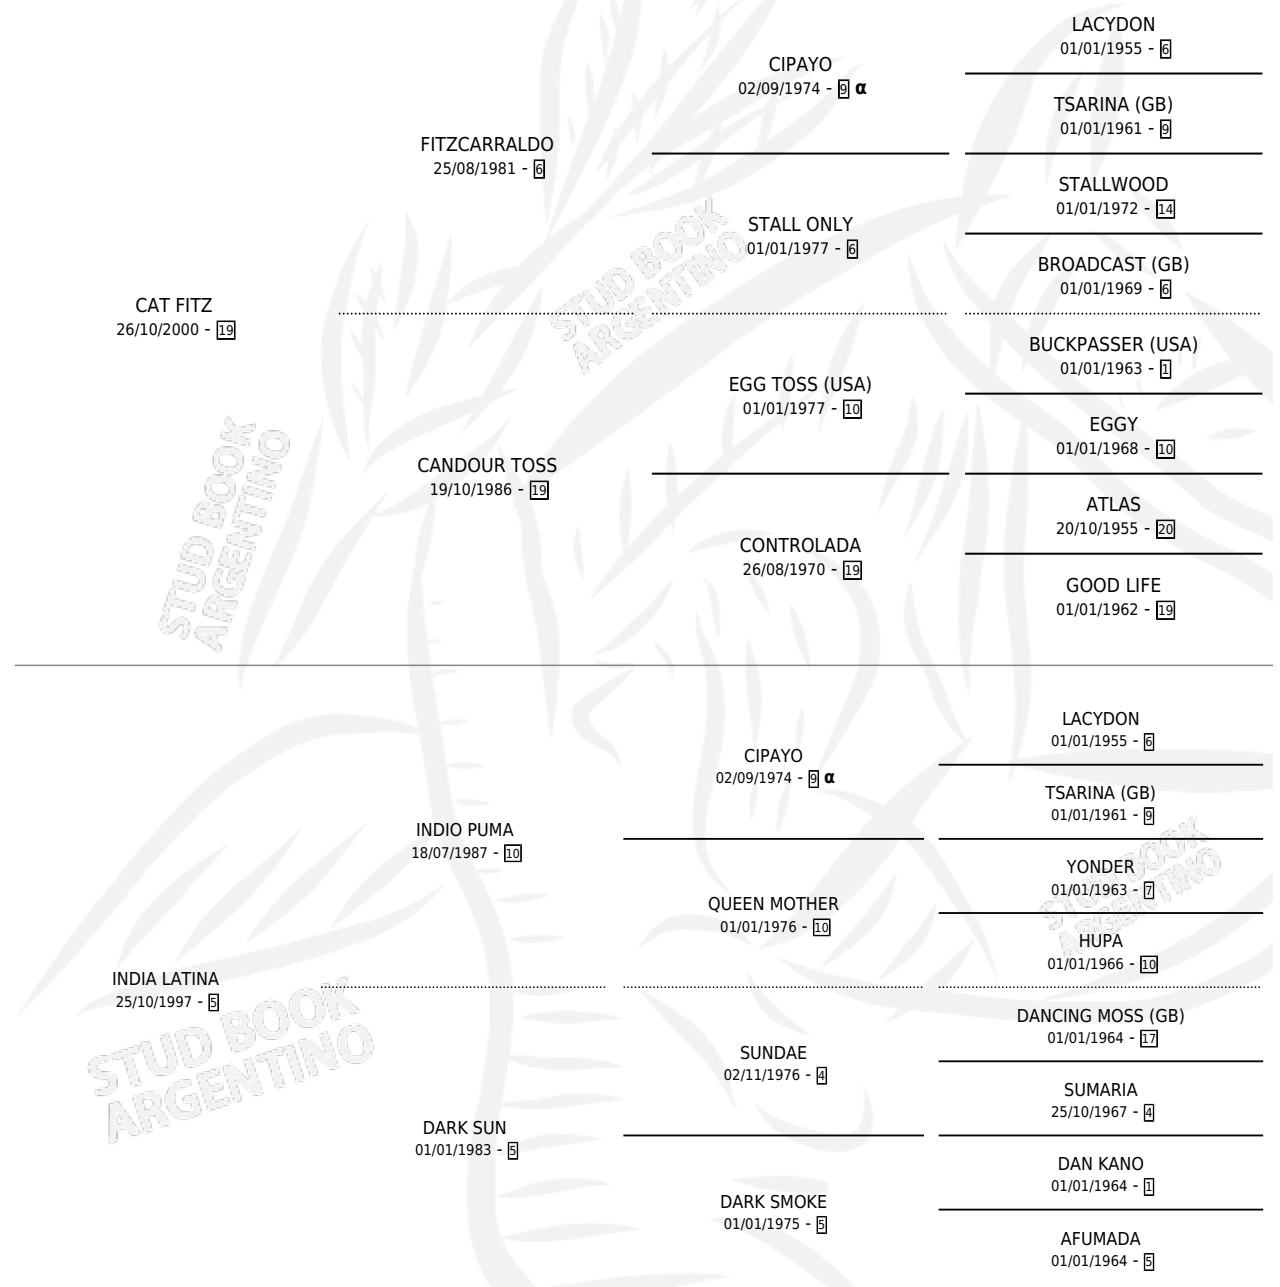 LACYDON
01/01/1955 - 6
CIPAYO
02/09/1974 - 9 α
TSARINA (GB)
01/01/1961 - 9
FITZCARRALDO
25/08/1981 - 6
STALLWOOD
01/01/1972 - 14
STALL ONLY
01/01/1977 - 6
BROADCAST (GB)
01/01/1969 - 6
CAT FITZ
26/10/2000 - 19
BUCKPASSER (USA)
01/01/1963 - 1
EGG TOSS (USA)
01/01/1977 - 10
EGGY
01/01/1968 - 10
CANDOUR TOSS
19/10/1986 - 19
ATLAS
20/10/1955 - 20
CONTROLADA
26/08/1970 - 19
GOOD LIFE
01/01/1962 - 19
STUD BOOK
ARGENTINO
STUD BOOK
ARGENTINO
LACYDON
01/01/1955 - 6
CIPAYO
02/09/1974 - 9 α
TSARINA (GB)
01/01/1961 - 9
INDIO PUMA
18/07/1987 - 10
YONDER
01/01/1963 - 7
QUEEN MOTHER
01/01/1976 - 10
HUPA
01/01/1966 - 10
INDIA LATINA
25/10/1997 - 5
DANCING MOSS (GB)
01/01/1964 - 17
SUNDAE
02/11/1976 - 4
SUMARIA
25/10/1967 - 4
DARK SUN
01/01/1983 - 5
DAN KANO
01/01/1964 - 1
DARK SMOKE
01/01/1975 - 5
AFUMADA
01/01/1964 - 5
STUD BOOK
ARGENTINO
STUD BOOK
ARGENTINO